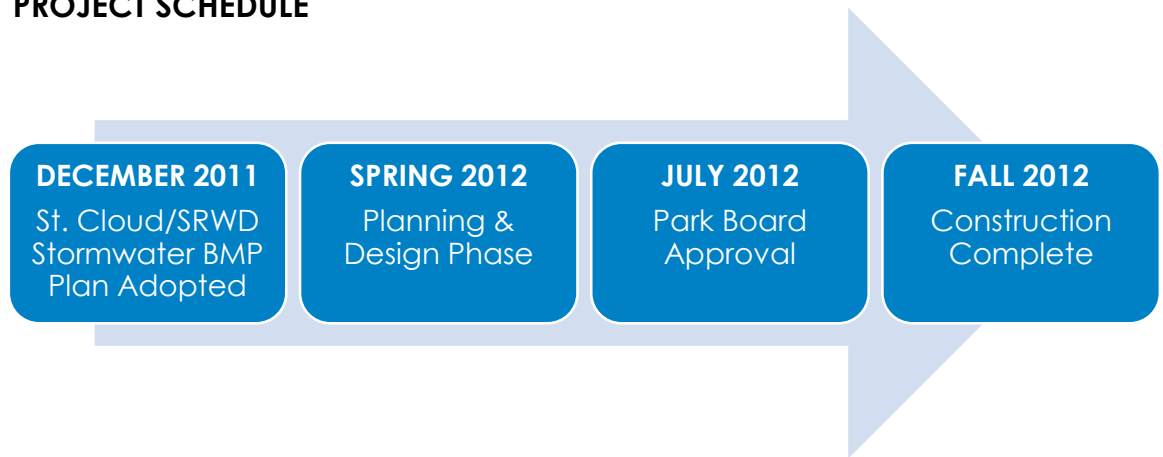 PROJECT SCHEDULE
DECEMBER 2011
St. Cloud/SRWD
Stormwater BMP
Plan Adopted
SPRING 2012
Planning &
Design Phase
JULY 2012
Park Board
Approval
FALL 2012
Construction
Complete